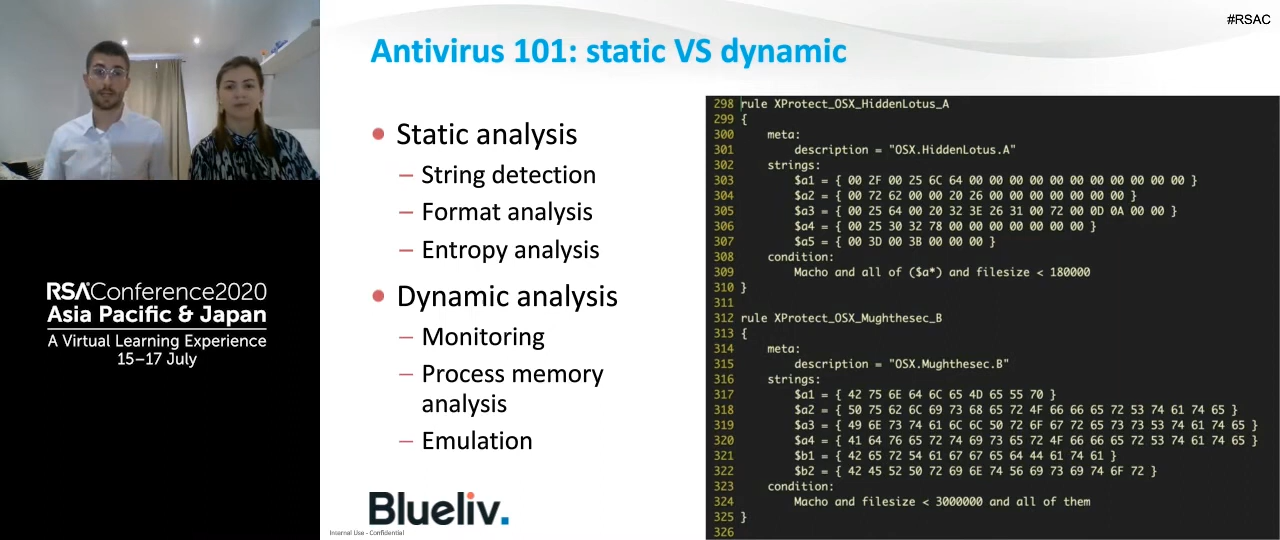 #RSAC
Antivirus 101: static VS dynamic
Static analysis
– String detection
– Format analysis
– Entropy analysis
Dynamic analysis
– Monitoring
– Process memory
analysis
– Emulation
Blueliv.
Internal Use - Confidential
RSAConference2020
Asia Pacific & Japan
A Virtual Learning Experience
15–17 July
298 rule XProtect_OSX_HiddenLotus_A
299 {
300 meta:
301 description = "OSX.HiddenLotus.A"
302 strings:
303 $a1 = { 00 2F 00 25 6C 64 00 00 00 00 00 00 00 00 00 00 00 }
304 $a2 = { 00 72 62 00 00 20 26 00 00 00 00 00 00 00 }
305 $a3 = { 00 25 64 00 20 32 3E 26 31 00 72 00 0D 0A 00 00 }
306 $a4 = { 00 25 30 32 78 00 00 00 00 00 00 00 }
307 $a5 = { 00 3D 00 3B 00 00 00 }
308 condition:
309 Macho and all of ($a*) and filesize < 180000
310 }
311
312 rule XProtect_OSX_Mughthesec_B
313 {
314 meta:
315 description = "OSX.Mughthesec.B"
316 strings:
317 $a1 = { 42 75 6E 64 6C 65 4D 65 55 70 }
318 $a2 = { 50 75 62 6C 69 73 68 65 72 4F 66 66 65 72 53 74 61 74 65 }
319 $a3 = { 49 6E 73 74 61 6C 6C 50 72 6F 67 72 65 73 73 53 74 61 74 65 }
320 $a4 = { 41 64 76 65 72 74 69 73 65 72 4F 66 66 65 72 53 74 61 74 65 }
321 $b1 = { 42 65 72 54 61 67 67 65 64 44 61 74 61 }
322 $b2 = { 42 45 52 50 72 69 6E 74 56 69 73 69 74 6F 72 }
323 condition:
324 Macho and filesize < 3000000 and all of them
325 }
326